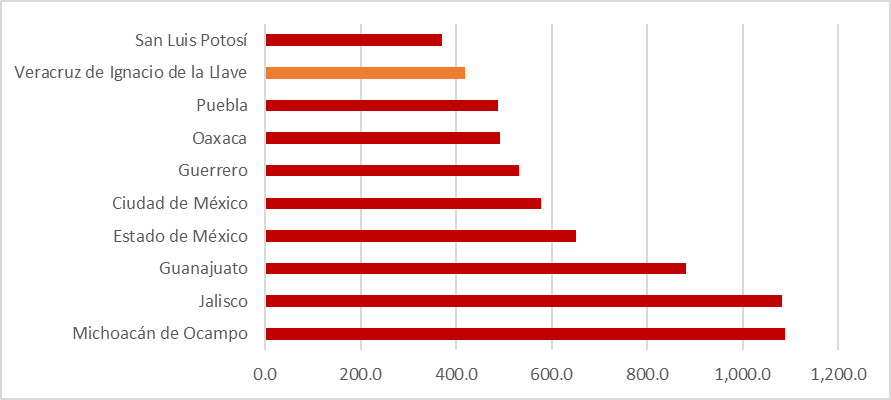 San Luis Potosí
Veracruz de Ignacio de la Llave
Puebla
Oaxaca
Guerrero
Ciudad de México
Estado de México
Guanajuato
Jalisco
Michoacán de Ocampo
0.0 200.0 400.0 600.0 800.0 1,000.0 1,200.0